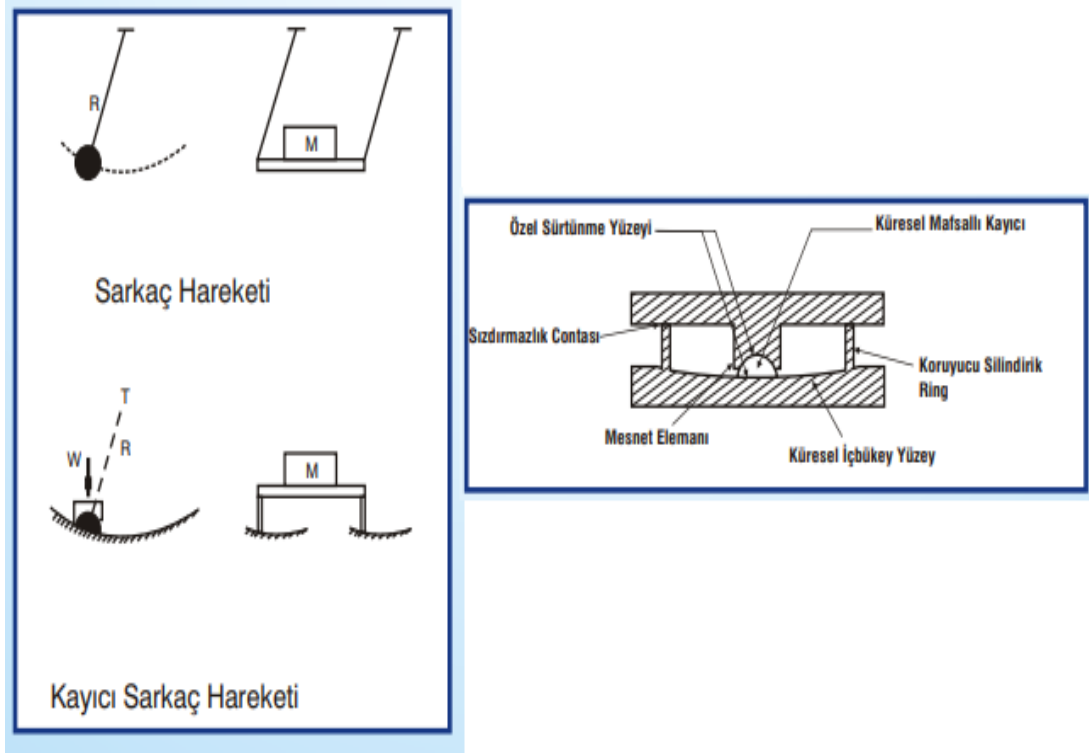 R
M
Sarkaç Hareketi
T
R
W
M
Kayıcı Sarkaç Hareketi
Özel Sürtünme Yüzeyi
Küresel Mafsallı Kayıcı
Sızdırmazlık Contası
Koruyucu Silindirik
Ring
Mesnet Elemanı
Küresel İçbükey Yüzey